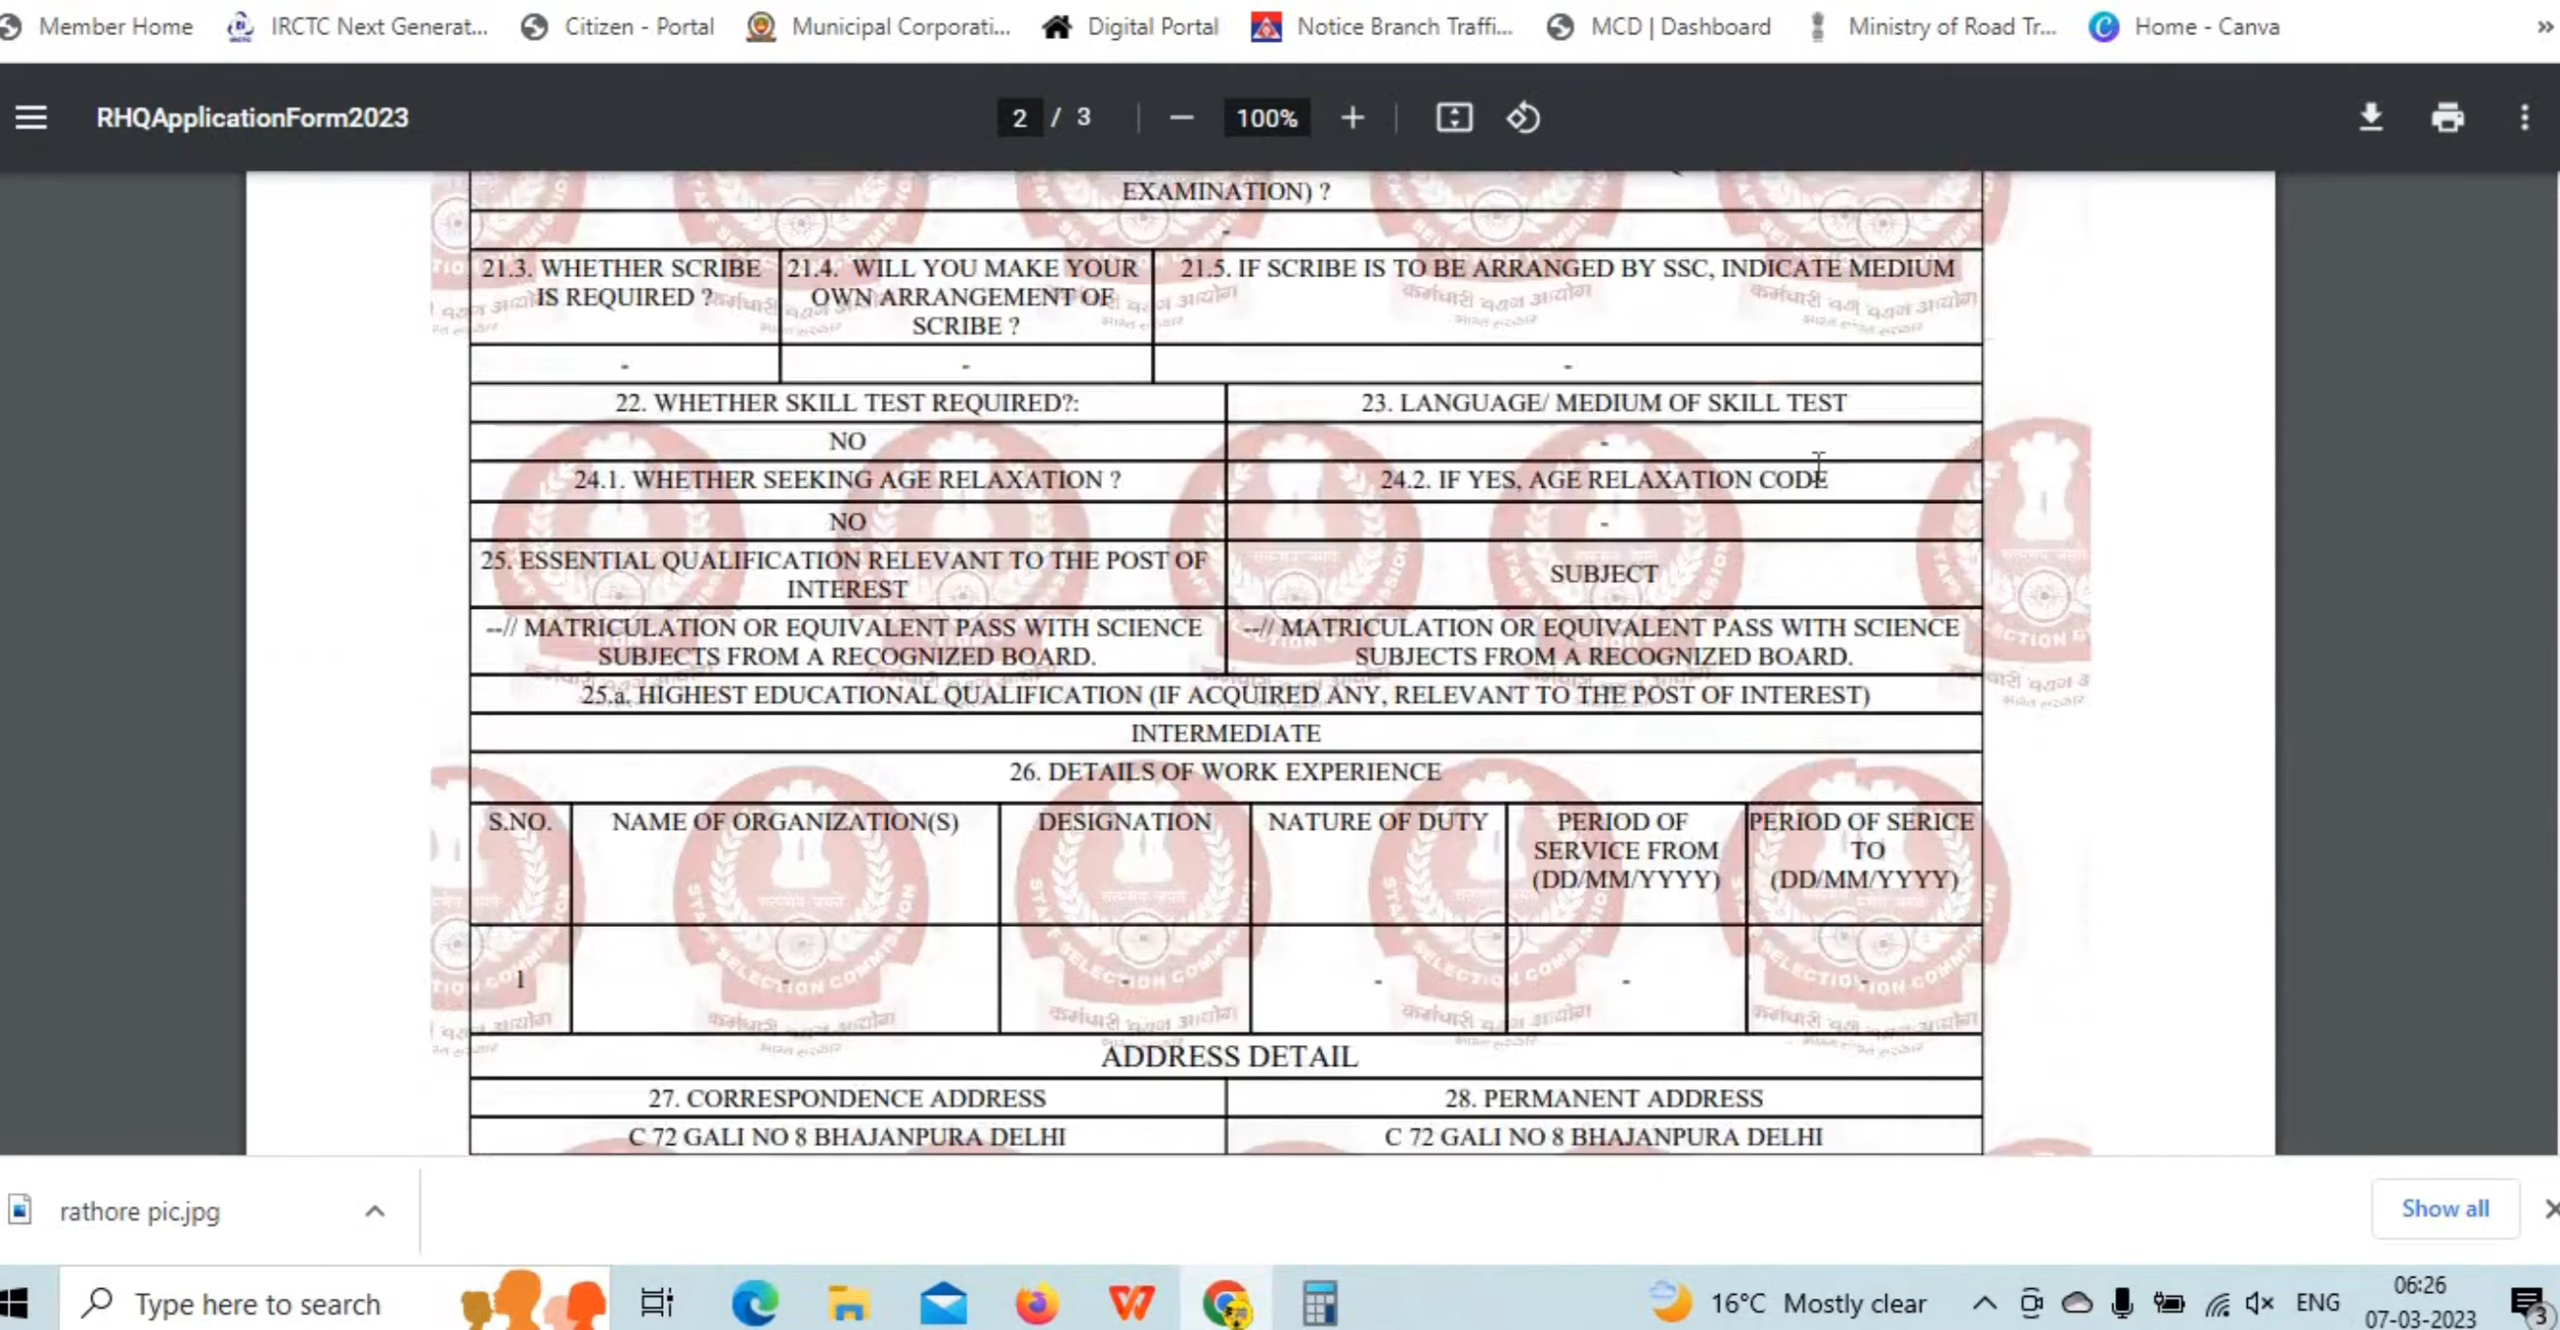 Member Home IRCTC Next Generat... Citizen - Portal Municipal Corporati... Digital Portal Notice Branch Traffi... MCD | Dashboard Ministry of Road Tr... Home - Canva »
RHQApplicationForm2023 2 / 3 100%
EXAMINATION) ?
-
21.3. WHETHER SCRIBE IS REQUIRED ?
21.4. WILL YOU MAKE YOUR OWN ARRANGEMENT OF SCRIBE ?
21.5. IF SCRIBE IS TO BE ARRANGED BY SSC, INDICATE MEDIUM
- - -
22. WHETHER SKILL TEST REQUIRED?: 23. LANGUAGE/ MEDIUM OF SKILL TEST
NO -
24.1. WHETHER SEEKING AGE RELAXATION ? 24.2. IF YES, AGE RELAXATION CODE
NO -
25. ESSENTIAL QUALIFICATION RELEVANT TO THE POST OF
INTEREST
SUBJECT
--// MATRICULATION OR EQUIVALENT PASS WITH SCIENCE
SUBJECTS FROM A RECOGNIZED BOARD.
--// MATRICULATION OR EQUIVALENT PASS WITH SCIENCE
SUBJECTS FROM A RECOGNIZED BOARD.
25.a. HIGHEST EDUCATIONAL QUALIFICATION (IF ACQUIRED ANY, RELEVANT TO THE POST OF INTEREST)
INTERMEDIATE
26. DETAILS OF WORK EXPERIENCE
S.NO.
NAME OF ORGANIZATION(S)
DESIGNATION
NATURE OF DUTY
PERIOD OF
SERVICE FROM
(DD/MM/YYYY)
PERIOD OF SERICE
TO
(DD/MM/YYYY)
1 - - - - -
ADDRESS DETAIL
27. CORRESPONDENCE ADDRESS 28. PERMANENT ADDRESS
C 72 GALI NO 8 BHAJANPURA DELHI C 72 GALI NO 8 BHAJANPURA DELHI
STAFF SELECTION COMMISSION
कर्मचारी चयन आयोग
भारत सरकार
rathore pic.jpg Show all
Type here to search 16°C Mostly clear ENG
06:26
07-03-2023
3